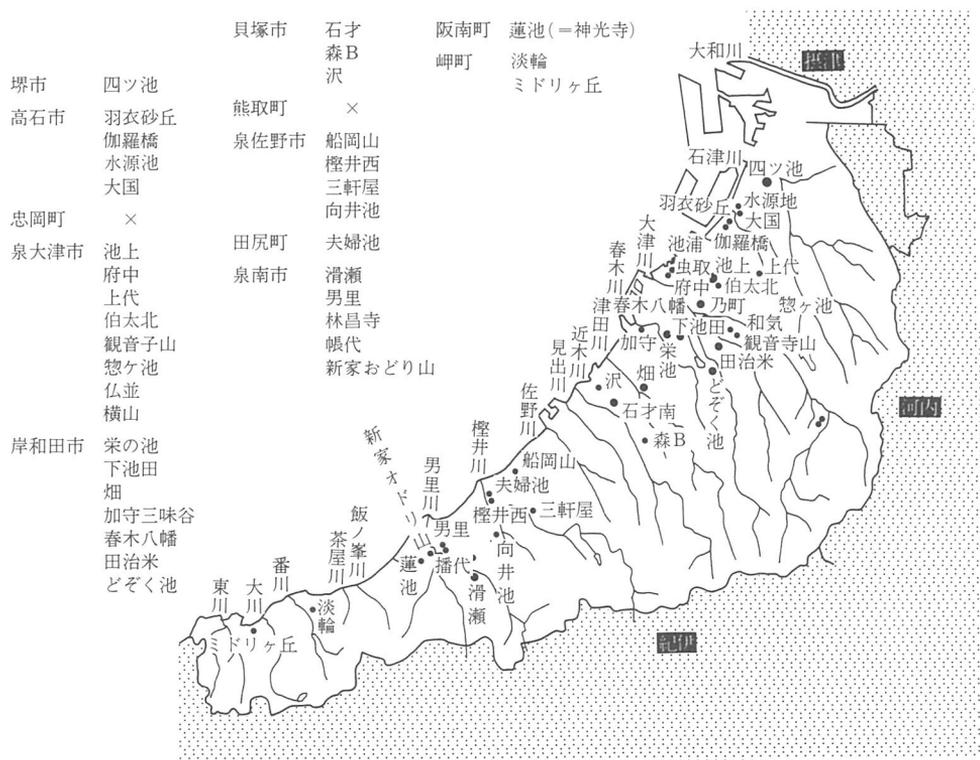 堺市 四ツ池
高石市 羽衣砂丘
伽羅橋
水源池
大国
忠岡町 ×
泉大津市 池上
府中
上代
伯太北
観音子山
惣ケ池
仏並
横山
岸和田市 栄の池
下池田
畑
加守三味谷
春木八幡
田治米
どぞく池
貝塚市 石才
森B
沢
熊取町 ×
泉佐野市 船岡山
樫井西
三軒屋
向井池
田尻町 夫婦池
泉南市 滑瀬
男里
林昌寺
帳代
新家おどり山
阪南町 蓮池(=神光寺)
岬町 淡輪
ミドリヶ丘
大和川
摂津
石津川
四ツ池
羽衣砂丘
水源地
大国
伽羅橋
大津川
池浦
虫取
池上
上代
伯太北
府中
春木川
春木八幡
乃町
惣ヶ池
津田川
加守
下池田
和気
観音寺山
栄池
田治米
近木川
見出川
沢
畑
どぞく池
石才南
森B
河内
佐野川
船岡山
樫井川
夫婦池
樫井西
三軒屋
向井池
新家オドリ山
男里川
男里
播代
滑瀬
蓮池
飯ノ峯川
茶屋川
番川
淡輪
大川
東川
ミドリヶ丘
紀伊